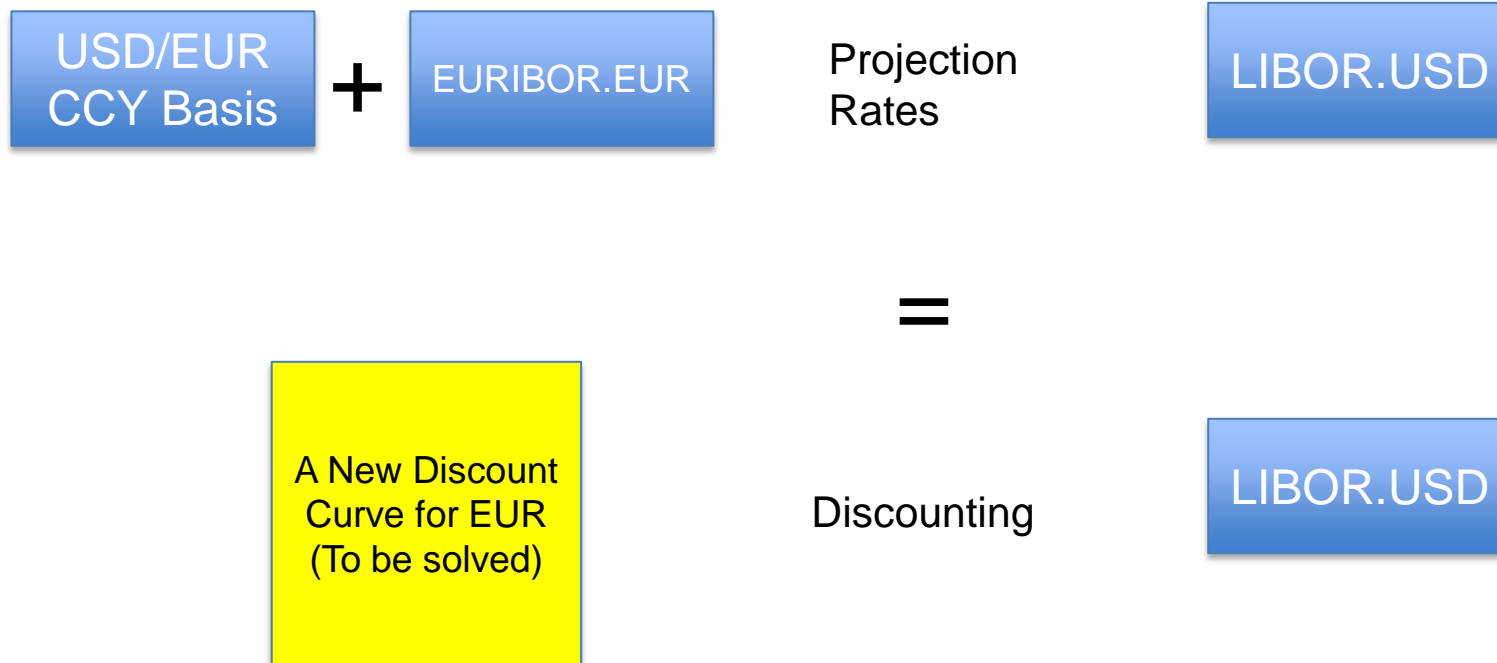 USD/EUR
CCY Basis
+
EURIBOR.EUR
Projection
Rates
LIBOR.USD
=
A New Discount
Curve for EUR
(To be solved)
Discounting
LIBOR.USD